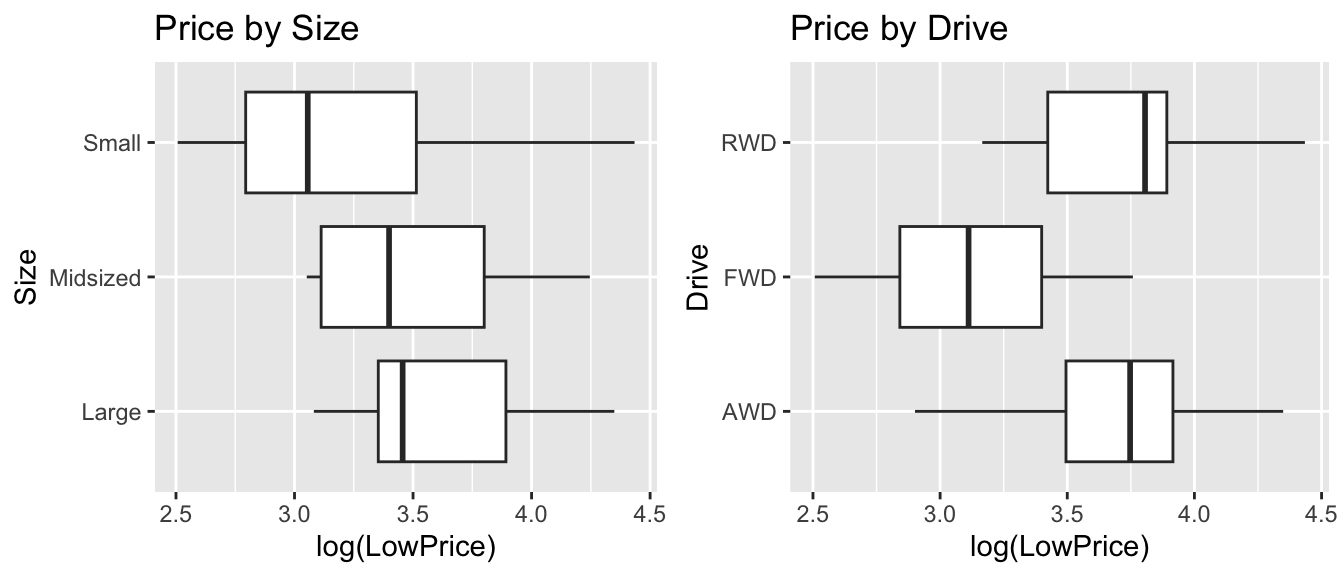 Price by Size
Small
Midsized
Large
Size
2.5 3.0 3.5 4.0 4.5
log(LowPrice)
Price by Drive
RWD
FWD
AWD
Drive
2.5 3.0 3.5 4.0 4.5
log(LowPrice)